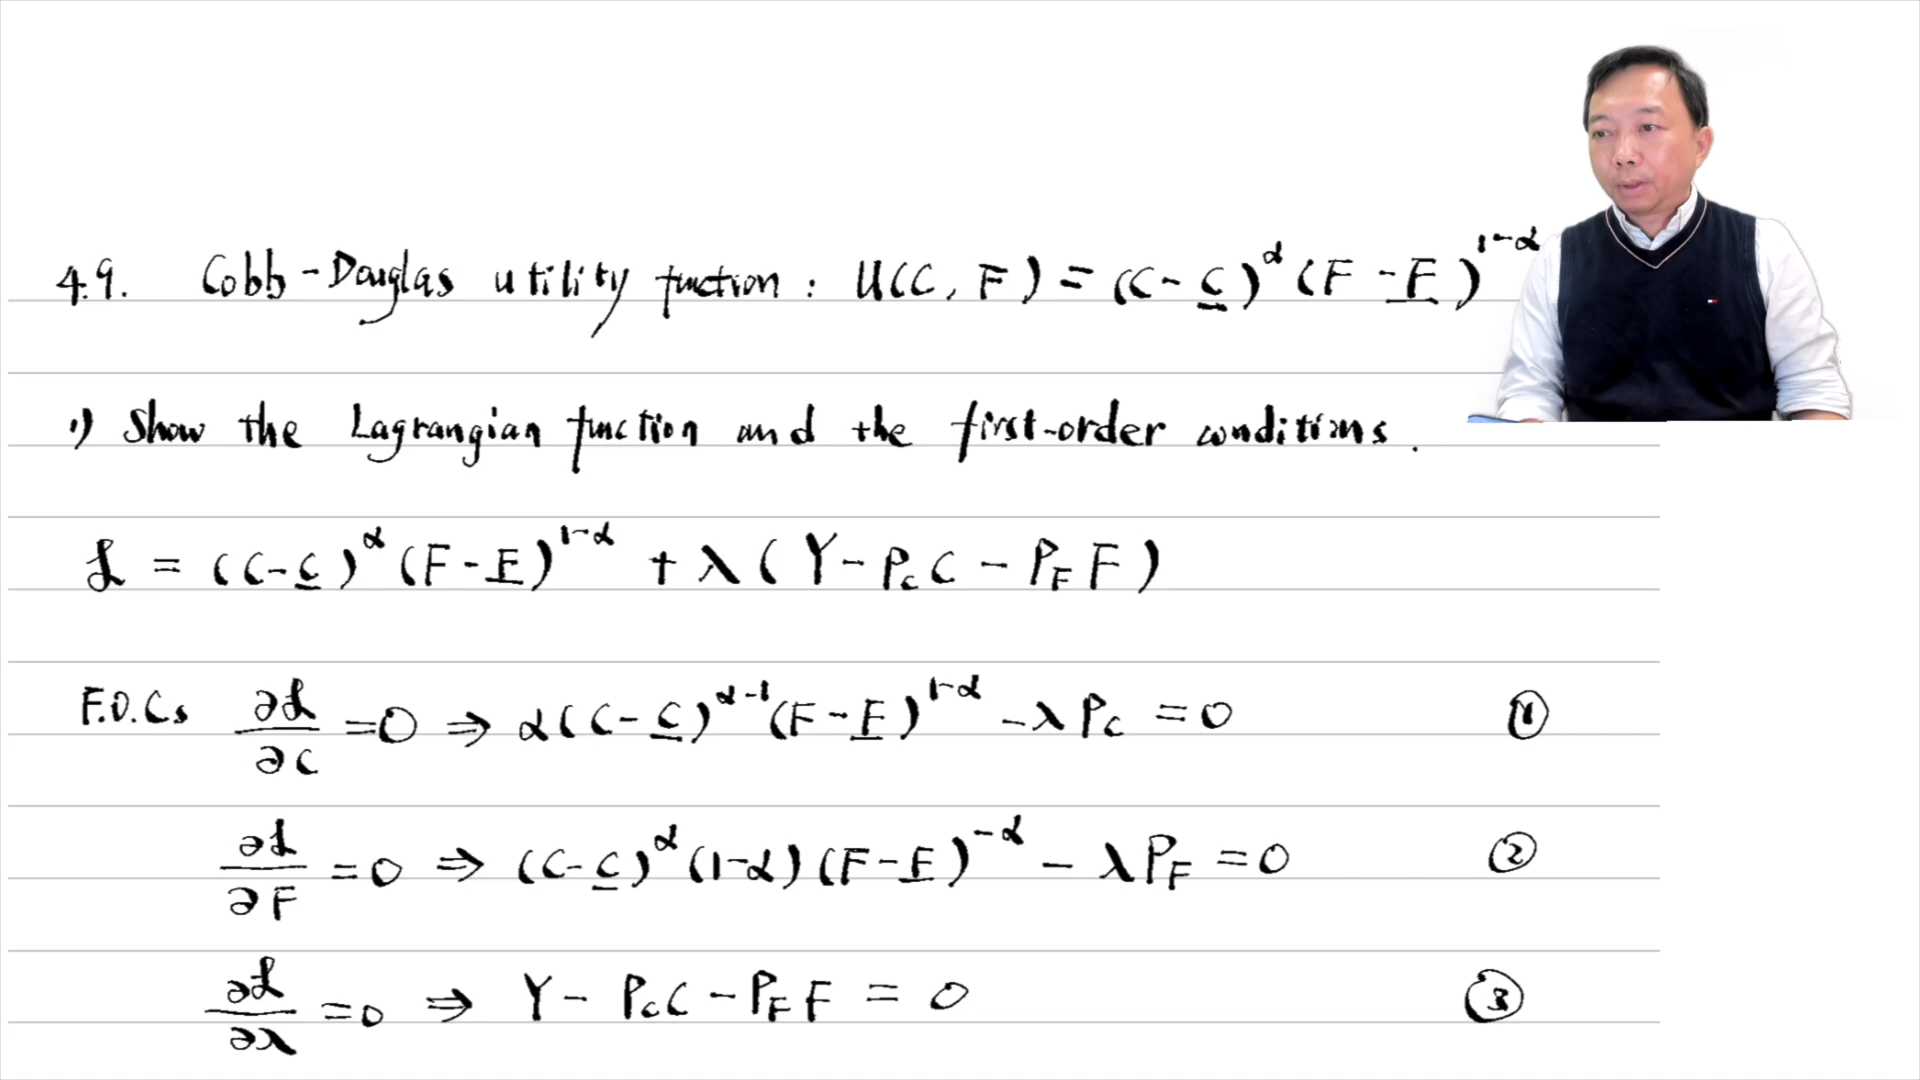 4.9. Cobb-Douglas utility function : U(C, F) = (C - C̲)^α (F - F̲)^{1-α}
1) Show the Lagrangian function and the first-order conditions.
ℒ = (C-C̲)^α (F-F̲)^{1-α} + λ(Y - P_C C - P_F F)
F.O.Cs ∂ℒ/∂C = 0 ⇒ α(C-C̲)^{α-1} (F-F̲)^{1-α} - λP_C = 0 ①
∂ℒ/∂F = 0 ⇒ (C-C̲)^α (1-α) (F-F̲)^{-α} - λP_F = 0 ②
∂ℒ/∂λ = 0 ⇒ Y - P_C C - P_F F = 0 ③